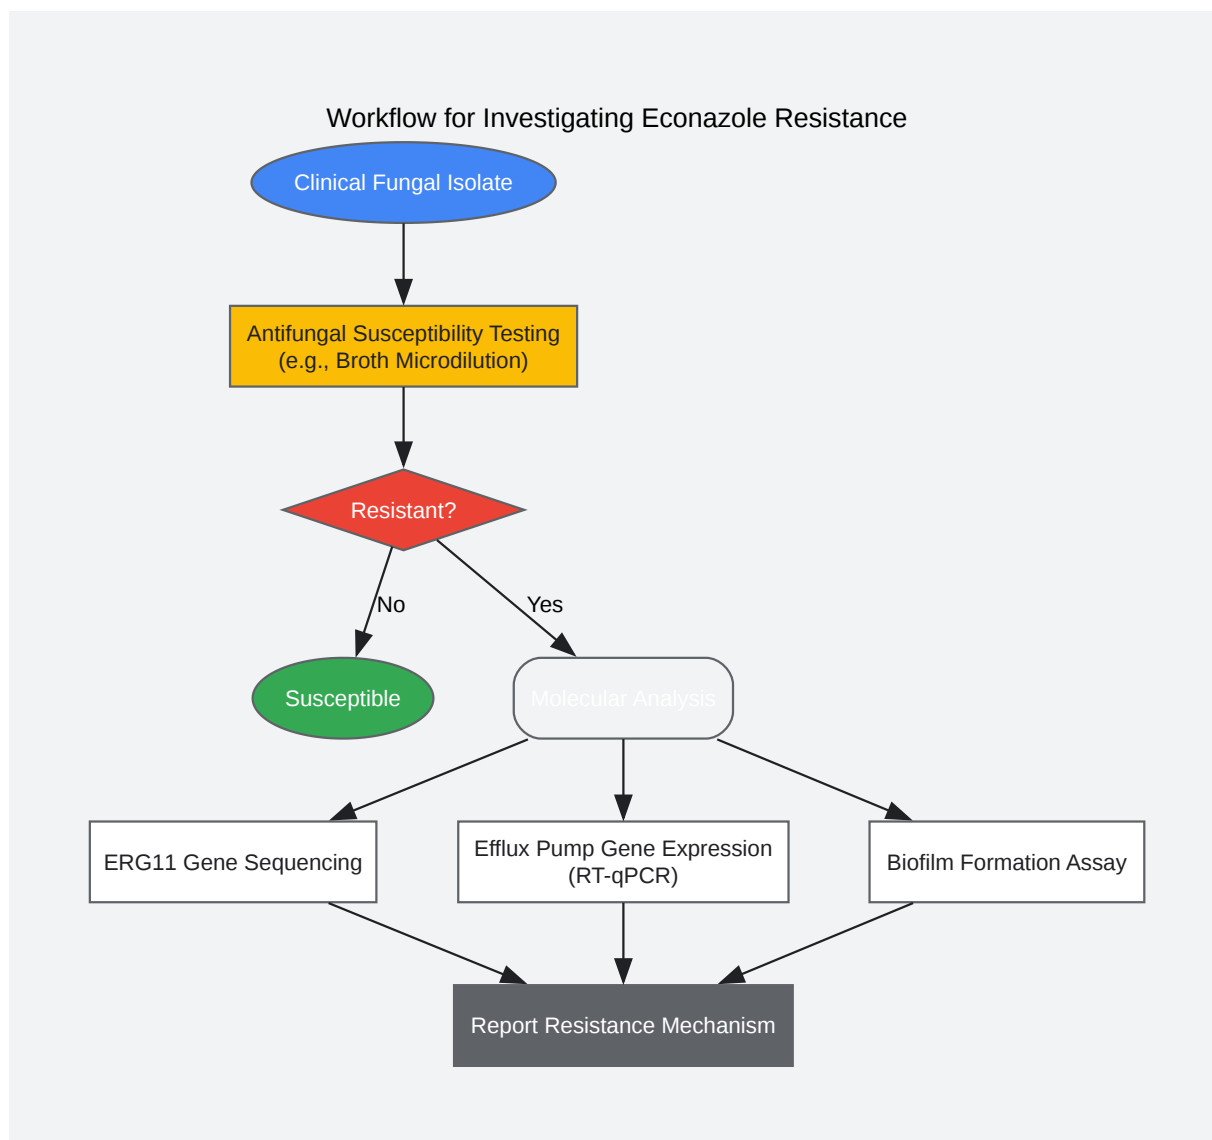 Workflow for Investigating Econazole Resistance
Clinical Fungal Isolate
Antifungal Susceptibility Testing
(e.g., Broth Microdilution)
Resistant?
No
Yes
Susceptible
Molecular Analysis
ERG11 Gene Sequencing
Efflux Pump Gene Expression
(RT-qPCR)
Biofilm Formation Assay
Report Resistance Mechanism